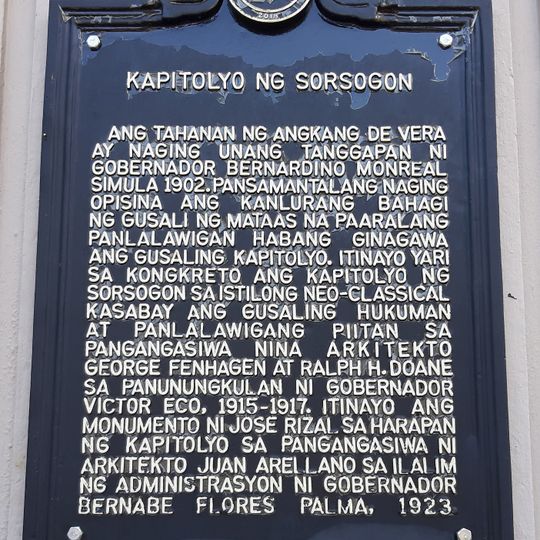 2015
KAPITOLYO NG SORSOGON
ANG TAHANAN NG ANGKANG DE VERA
AY NAGING UNANG TANGGAPAN NI
GOBERNADOR BERNARDINO MONREAL
SIMULA 1902. PANSAMANTALANG NAGING
OPISINA ANG KANLURANG BAHAGI
NG GUSALI NG MATAAS NA PAARALANG
PANLALAWIGAN HABANG GINAGAWA
ANG GUSALING KAPITOLYO. ITINAYO YARI
SA KONGKRETO ANG KAPITOLYO NG
SORSOGON SA ISTILONG NEO-CLASSICAL
KASABAY ANG GUSALING HUKUMAN
AT PANLALAWIGANG PIITAN SA
PANGANGASIWA NINA ARKITEKTO
GEORGE FENHAGEN AT RALPH H. DOANE
SA PANUNUNGKULAN NI GOBERNADOR
VICTOR ECO, 1915-1917. ITINAYO ANG
MONUMENTO NI JOSE RIZAL SA HARAPAN
NG KAPITOLYO SA PANGANGASIWA NI
ARKITEKTO JUAN ARELLANO SA ILALIM
NG ADMINISTRASYON NI GOBERNADOR
BERNABE FLORES PALMA, 1923.